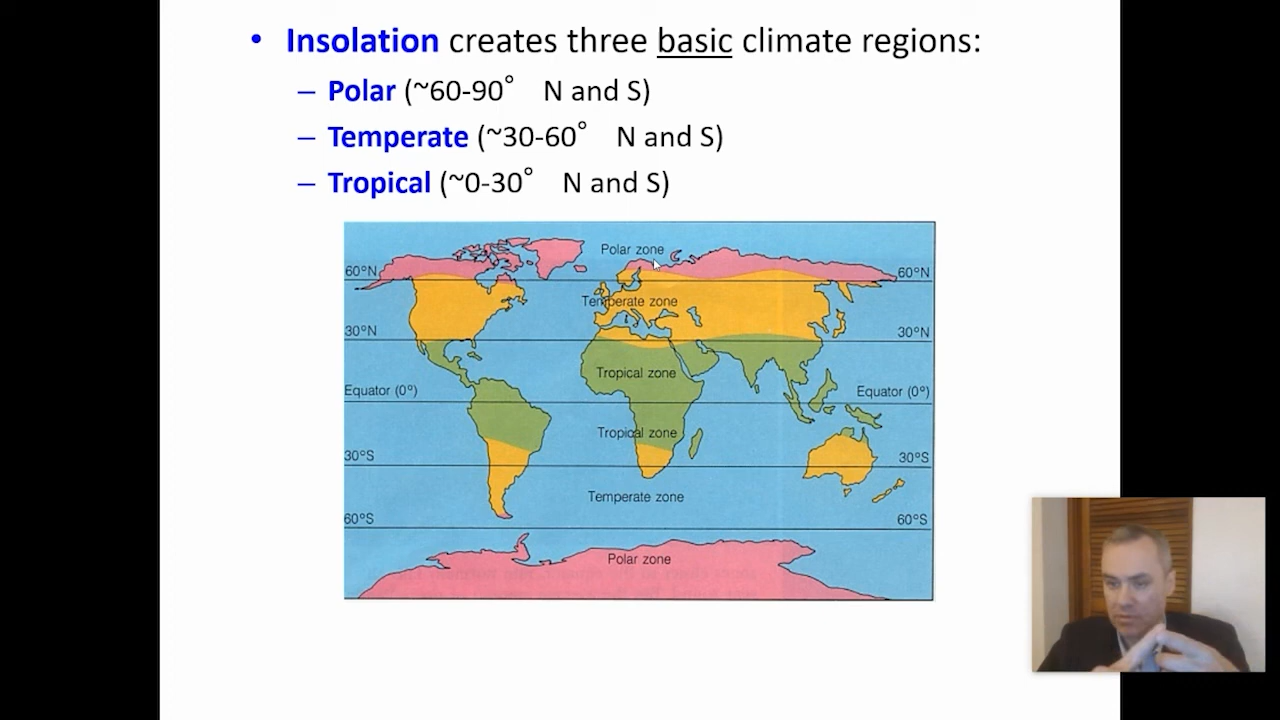 • Insolation creates three basic climate regions:
– Polar (~60-90° N and S)
– Temperate (~30-60° N and S)
– Tropical (~0-30° N and S)
Polar zone
60°N 60°N
Temperate zone
30°N 30°N
Tropical zone
Equator (0°) Equator (0°)
Tropical zone
30°S 30°S
Temperate zone
60°S 60°S
Polar zone